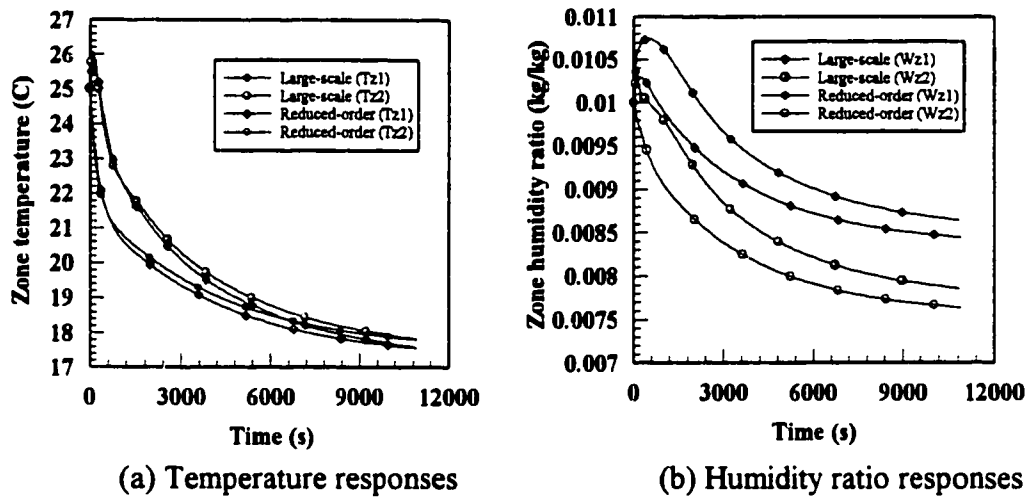 27
26
25
24
23
22
21
20
19
18
17
Zone temperature (C)
Large-scale (Tz1)
Large-scale (Tz2)
Reduced-order (Tz1)
Reduced-order (Tz2)
0 3000 6000 9000 12000
Time (s)
(a) Temperature responses
0.011
0.0105
0.01
0.0095
0.009
0.0085
0.008
0.0075
0.007
Zone humidity ratio (kg/kg)
Large-scale (Wz1)
Large-scale (Wz2)
Reduced-order (Wz1)
Reduced-order (Wz2)
0 3000 6000 9000 12000
Time (s)
(b) Humidity ratio responses